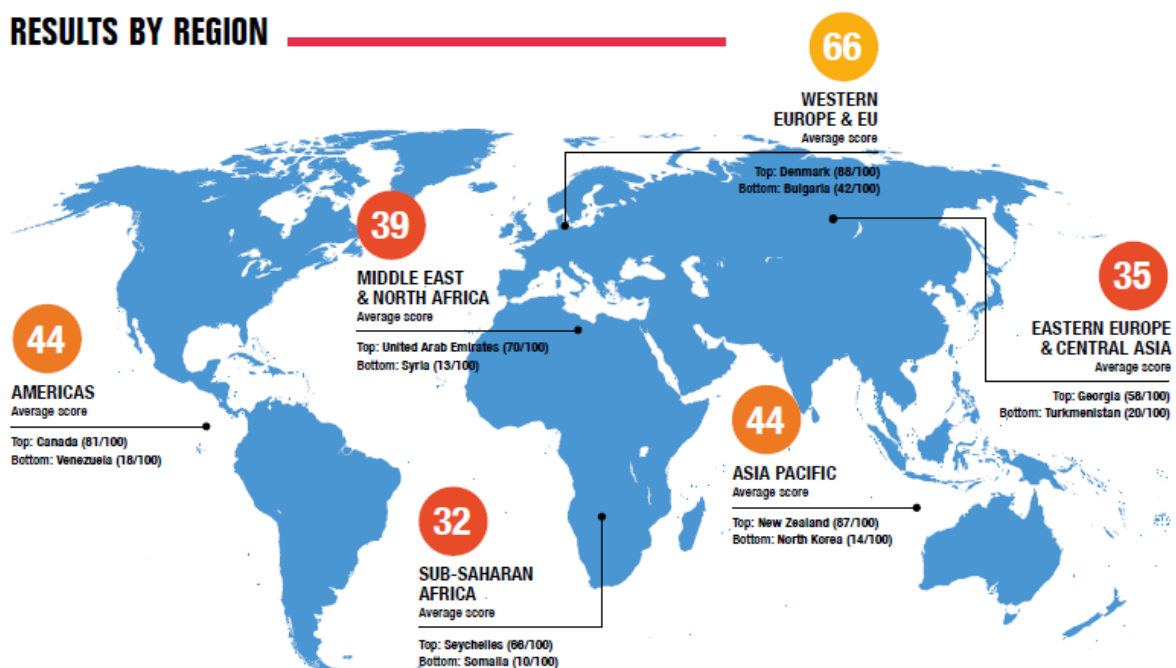 RESULTS BY REGION
66
WESTERN
EUROPE & EU
Average score
Top: Denmark (88/100)
Bottom: Bulgaria (42/100)
39
MIDDLE EAST
& NORTH AFRICA
Average score
Top: United Arab Emirates (70/100)
Bottom: Syria (13/100)
35
EASTERN EUROPE
& CENTRAL ASIA
Average score
Top: Georgia (58/100)
Bottom: Turkmenistan (20/100)
44
AMERICAS
Average score
Top: Canada (81/100)
Bottom: Venezuela (18/100)
44
ASIA PACIFIC
Average score
Top: New Zealand (87/100)
Bottom: North Korea (14/100)
32
SUB-SAHARAN
AFRICA
Average score
Top: Seychelles (66/100)
Bottom: Somalia (10/100)